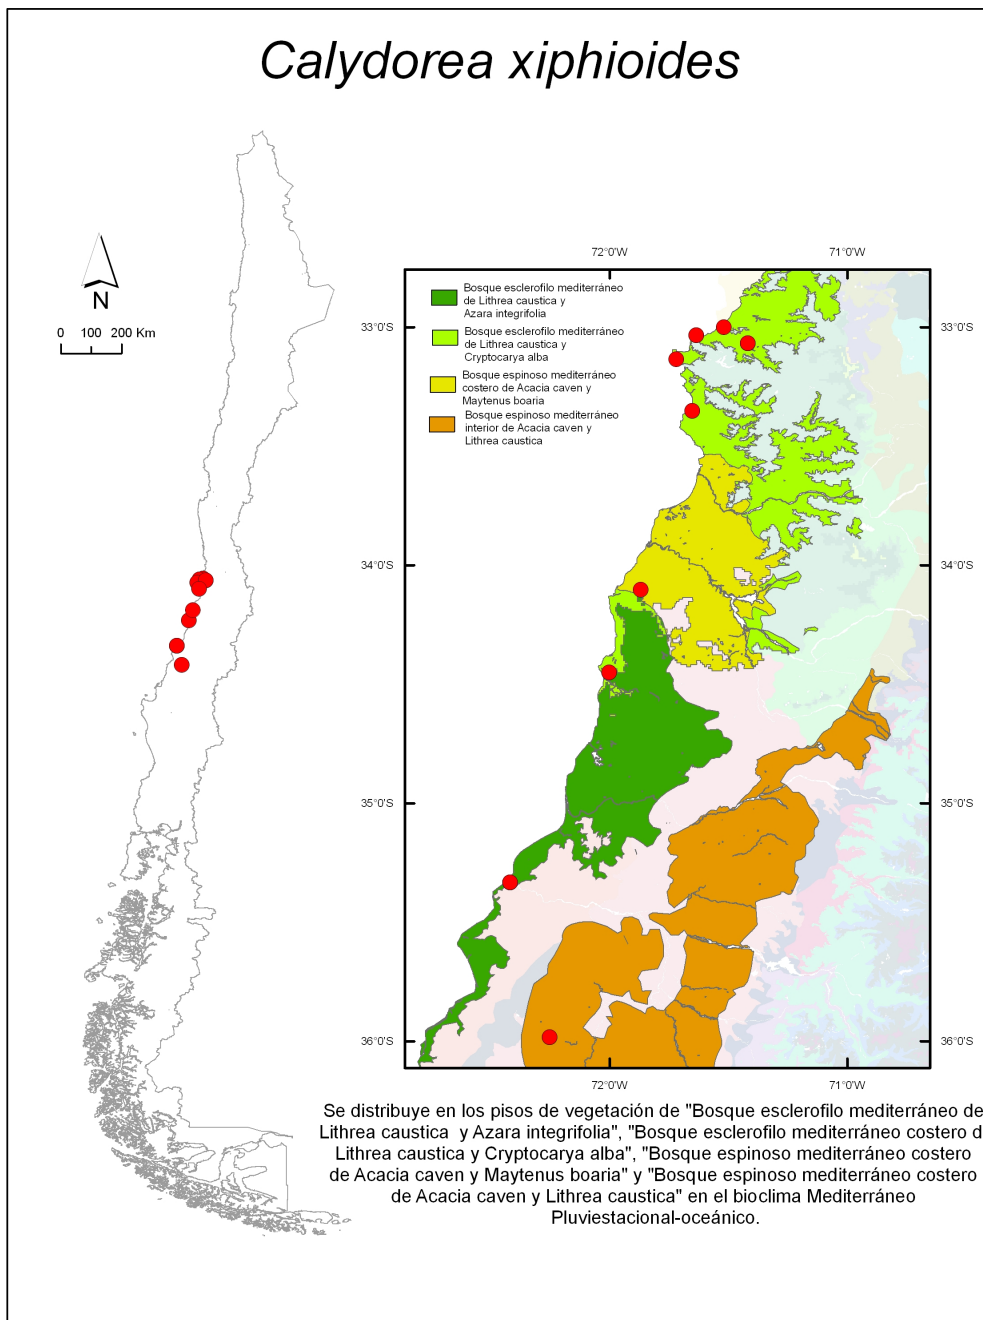 Calydorea xiphioides
N
0 100 200 Km
72°0'W 71°0'W
33°0'S 33°0'S
34°0'S 34°0'S
35°0'S 35°0'S
36°0'S 36°0'S
72°0'W 71°0'W
Bosque esclerofilo mediterráneo
de Lithrea caustica y
Azara integrifolia
Bosque esclerofilo mediterráneo
de Lithrea caustica y
Cryptocarya alba
Bosque espinoso mediterráneo
costero de Acacia caven y
Maytenus boaria
Bosque espinoso mediterráneo
interior de Acacia caven y
Lithrea caustica
Se distribuye en los pisos de vegetación de "Bosque esclerofilo mediterráneo de
Lithrea caustica y Azara integrifolia", "Bosque esclerofilo mediterráneo costero d
Lithrea caustica y Cryptocarya alba", "Bosque espinoso mediterráneo costero
de Acacia caven y Maytenus boaria" y "Bosque espinoso mediterráneo costero
de Acacia caven y Lithrea caustica" en el bioclima Mediterráneo
Pluviestacional-oceánico.